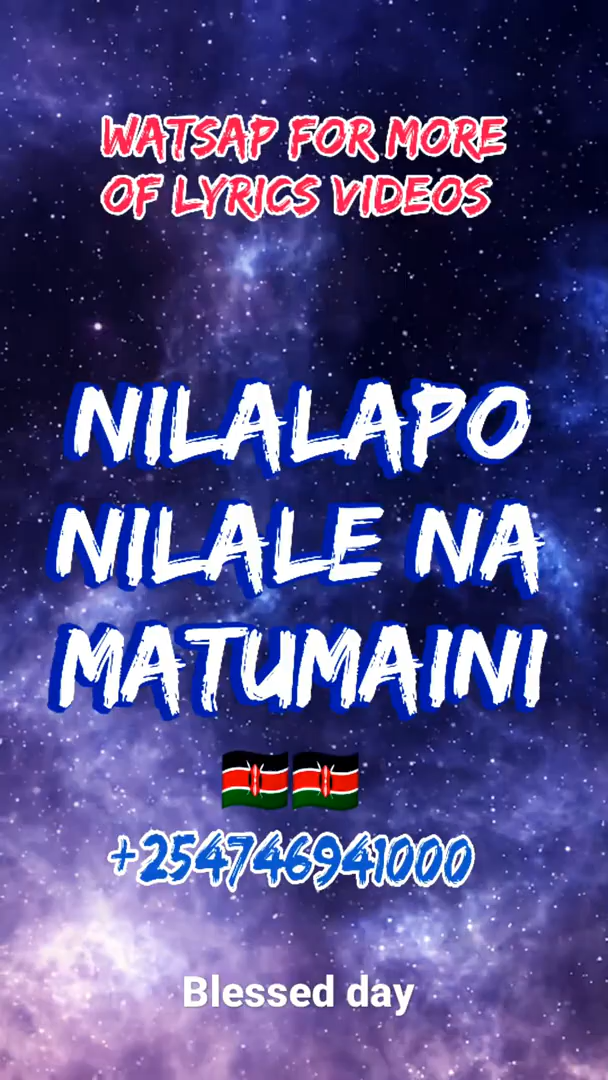 WATSAP FOR MORE
OF LYRICS VIDEOS
NILALAPO
NILALE NA
MATUMAINI
🇰🇪🇰🇪
+254746941000
Blessed day